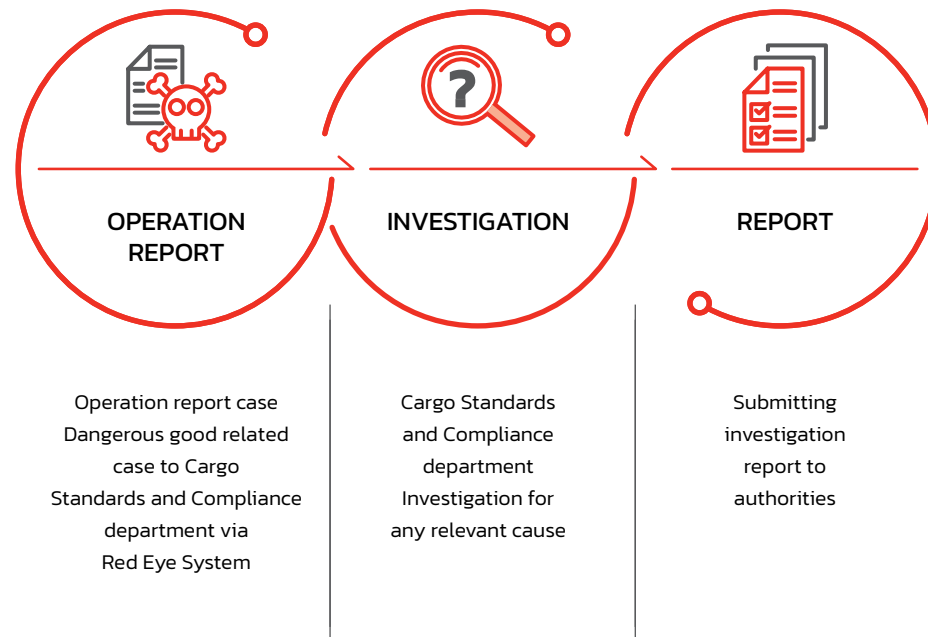 ?
OPERATION
REPORT
INVESTIGATION
REPORT
Operation report case
Dangerous good related
case to Cargo
Standards and Compliance
department via
Red Eye System
Cargo Standards
and Compliance
department
Investigation for
any relevant cause
Submitting
investigation
report to
authorities